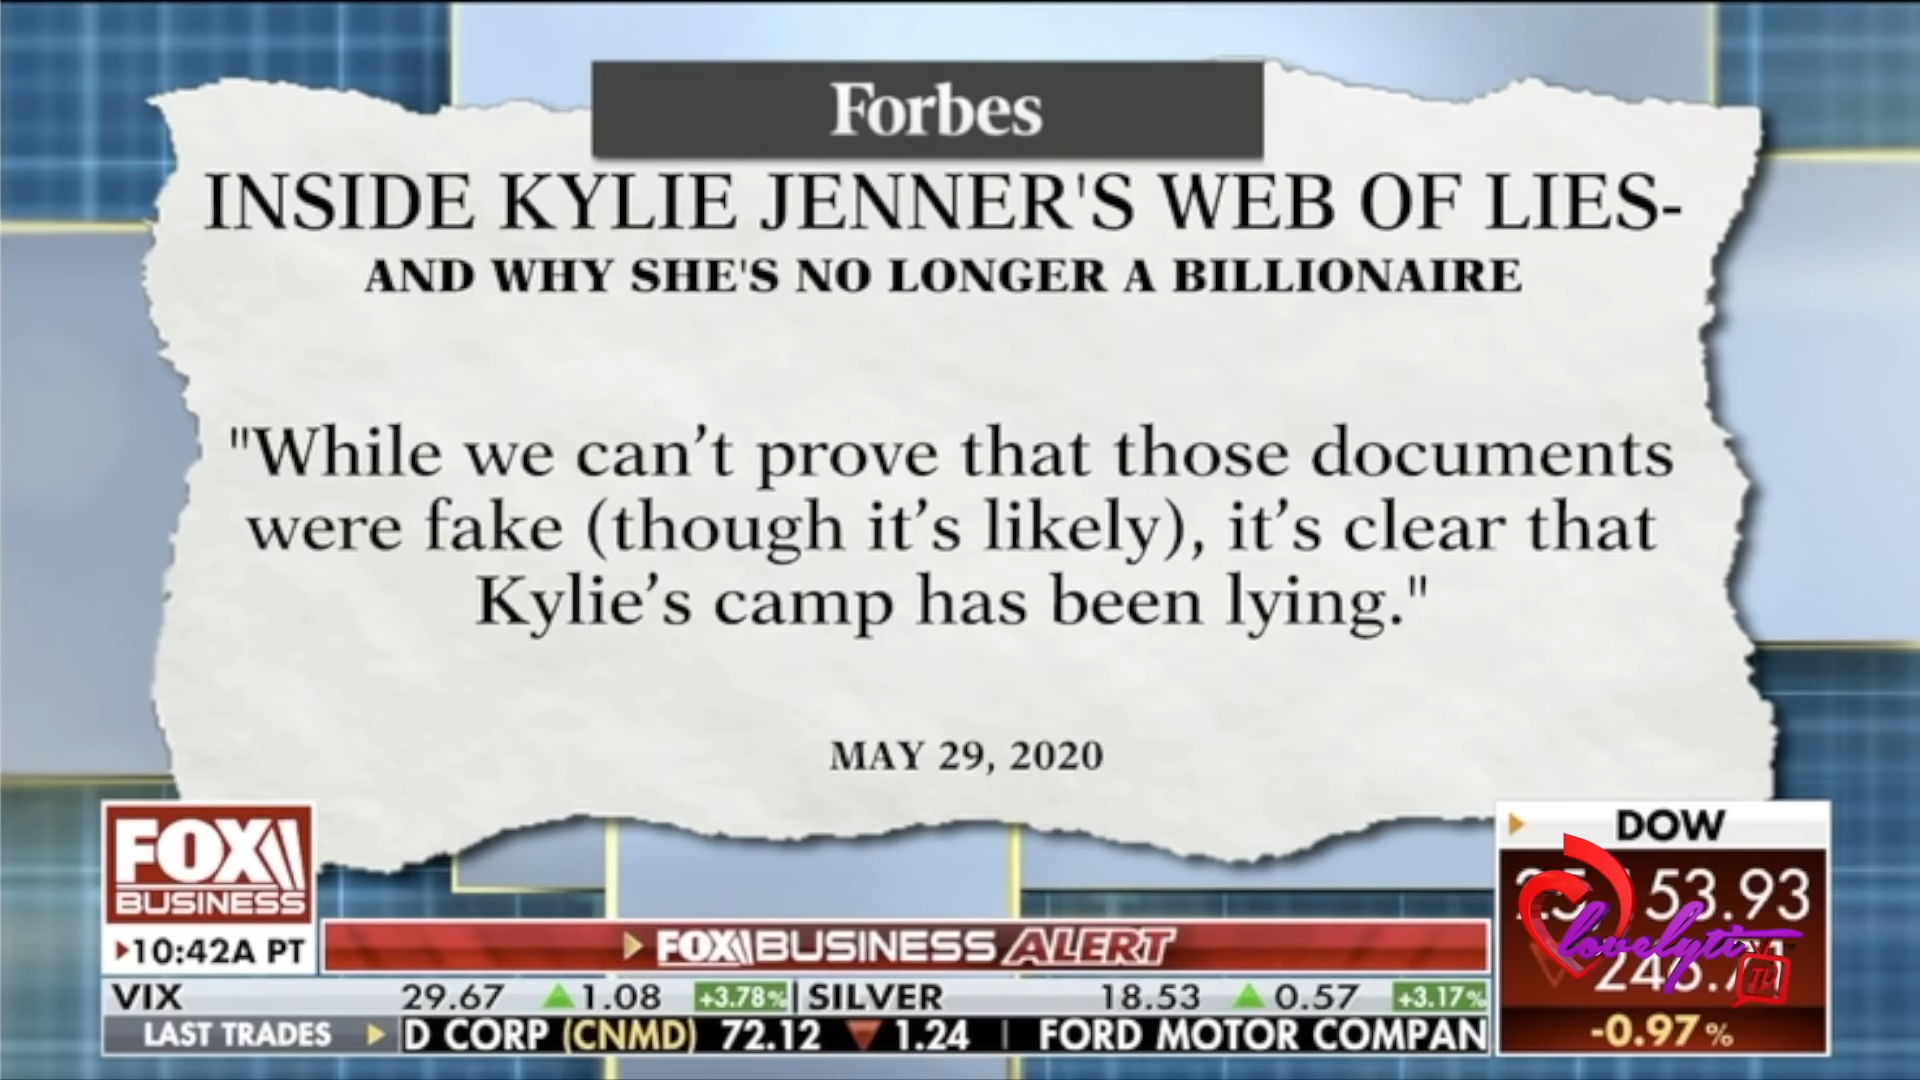 Forbes
INSIDE KYLIE JENNER'S WEB OF LIES-
AND WHY SHE'S NO LONGER A BILLIONAIRE
"While we can’t prove that those documents
were fake (though it’s likely), it’s clear that
Kylie’s camp has been lying."
MAY 29, 2020
FOX
BUSINESS
10:42A PT
FOX BUSINESS ALERT
VIX 29.67 1.08 +3.78% SILVER 18.53 0.57 +3.17%
LAST TRADES D CORP (CNMD) 72.12 1.24 FORD MOTOR COMPAN
DOW
53.93
lovelyti
TV
-0.97%